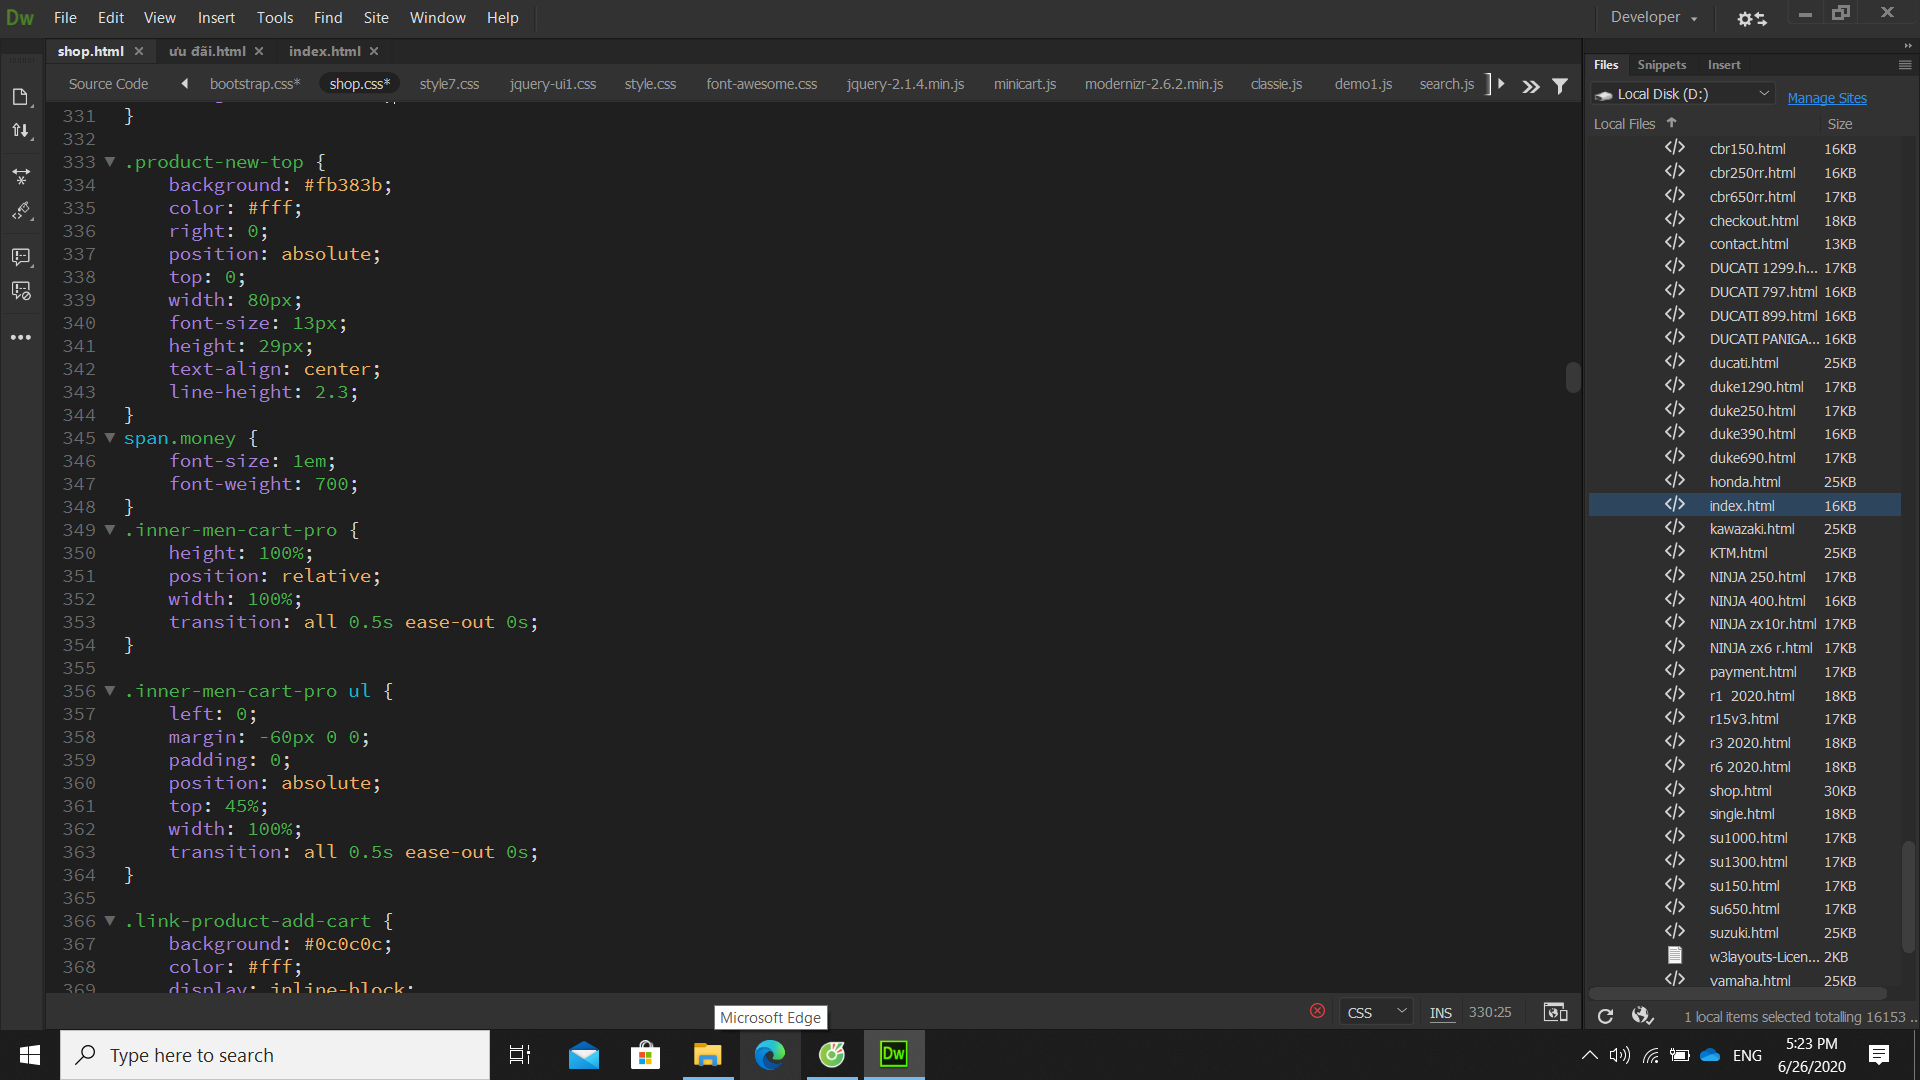 Dw File Edit View Insert Tools Find Site Window Help Developer
shop.html ưu đãi.html index.html
Source Code bootstrap.css* shop.css* style7.css jquery-ui1.css style.css font-awesome.css jquery-2.1.4.min.js minicart.js modernizr-2.6.2.min.js classie.js demo1.js search.js
331 }
332
333 .product-new-top {
334 background: #fb383b;
335 color: #fff;
336 right: 0;
337 position: absolute;
338 top: 0;
339 width: 80px;
340 font-size: 13px;
341 height: 29px;
342 text-align: center;
343 line-height: 2.3;
344 }
345 span.money {
346 font-size: 1em;
347 font-weight: 700;
348 }
349 .inner-men-cart-pro {
350 height: 100%;
351 position: relative;
352 width: 100%;
353 transition: all 0.5s ease-out 0s;
354 }
355
356 .inner-men-cart-pro ul {
357 left: 0;
358 margin: -60px 0 0;
359 padding: 0;
360 position: absolute;
361 top: 45%;
362 width: 100%;
363 transition: all 0.5s ease-out 0s;
364 }
365
366 .link-product-add-cart {
367 background: #0c0c0c;
368 color: #fff;
369 display: inline-block;
CSS INS 330:25
Microsoft Edge
Files Snippets Insert
Local Disk (D:) Manage Sites
Local Files Size
cbr150.html 16KB
cbr250rr.html 16KB
cbr650rr.html 17KB
checkout.html 18KB
contact.html 13KB
DUCATI 1299.h... 17KB
DUCATI 797.html 16KB
DUCATI 899.html 16KB
DUCATI PANIGA... 16KB
ducati.html 25KB
duke1290.html 17KB
duke250.html 17KB
duke390.html 16KB
duke690.html 17KB
honda.html 25KB
index.html 16KB
kawazaki.html 25KB
KTM.html 25KB
NINJA 250.html 17KB
NINJA 400.html 16KB
NINJA zx10r.html 17KB
NINJA zx6 r.html 17KB
payment.html 17KB
r1 2020.html 18KB
r15v3.html 17KB
r3 2020.html 18KB
r6 2020.html 18KB
shop.html 30KB
single.html 18KB
su1000.html 17KB
su1300.html 17KB
su150.html 17KB
su650.html 17KB
suzuki.html 25KB
w3layouts-Licen... 2KB
yamaha.html 25KB
1 local items selected totalling 16153 ..
Type here to search
Dw
ENG
5:23 PM
6/26/2020